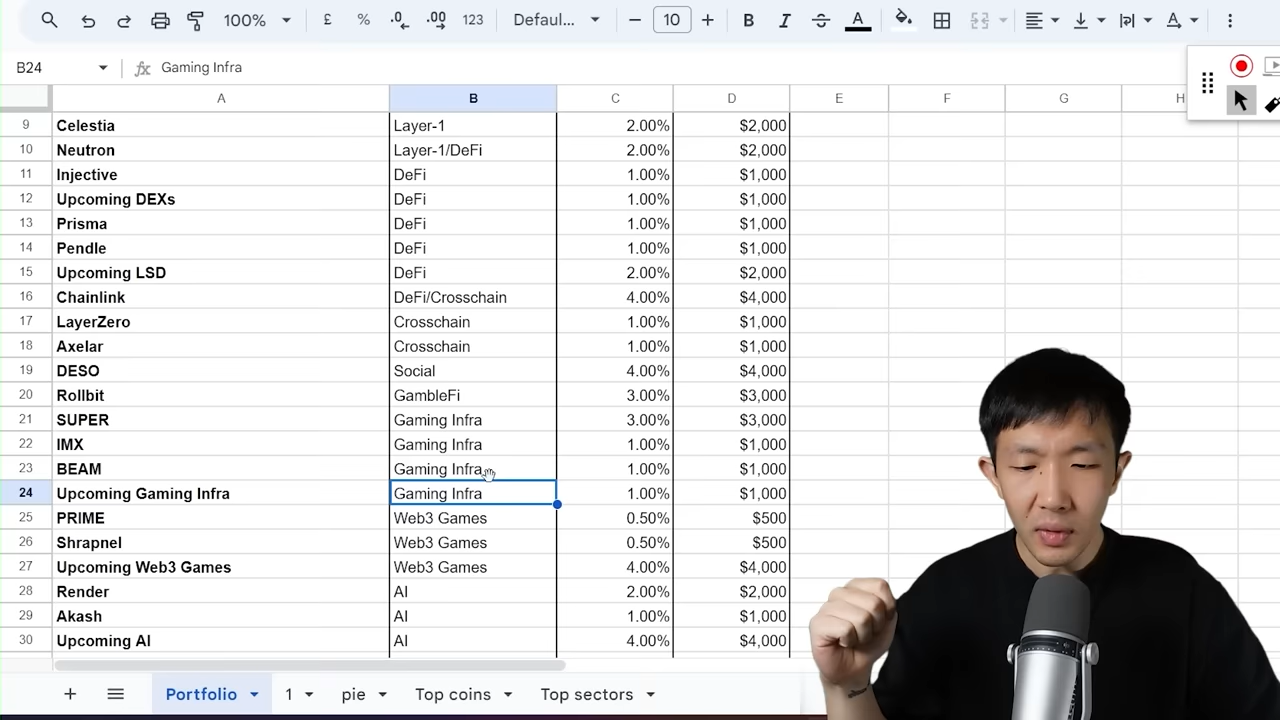 100% £ % .0 .00 123 Defaul... 10 B I S A
B24 fx Gaming Infra
A B C D E F G H
9 Celestia Layer-1 2.00% $2,000
10 Neutron Layer-1/DeFi 2.00% $2,000
11 Injective DeFi 1.00% $1,000
12 Upcoming DEXs DeFi 1.00% $1,000
13 Prisma DeFi 1.00% $1,000
14 Pendle DeFi 1.00% $1,000
15 Upcoming LSD DeFi 2.00% $2,000
16 Chainlink DeFi/Crosschain 4.00% $4,000
17 LayerZero Crosschain 1.00% $1,000
18 Axelar Crosschain 1.00% $1,000
19 DESO Social 4.00% $4,000
20 Rollbit GambleFi 3.00% $3,000
21 SUPER Gaming Infra 3.00% $3,000
22 IMX Gaming Infra 1.00% $1,000
23 BEAM Gaming Infra 1.00% $1,000
24 Upcoming Gaming Infra Gaming Infra 1.00% $1,000
25 PRIME Web3 Games 0.50% $500
26 Shrapnel Web3 Games 0.50% $500
27 Upcoming Web3 Games Web3 Games 4.00% $4,000
28 Render AI 2.00% $2,000
29 Akash AI 1.00% $1,000
30 Upcoming AI AI 4.00% $4,000
Portfolio 1 pie Top coins Top sectors